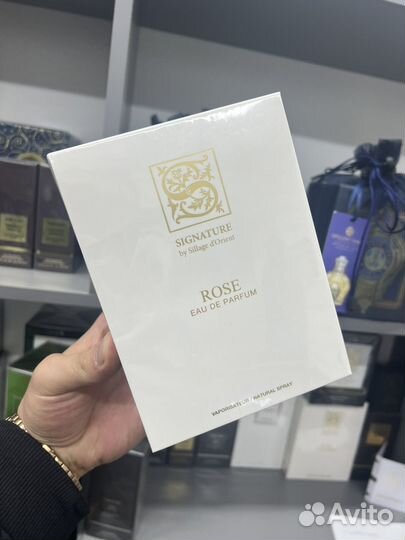 SIGNATURE
by Sillage d'Orient
ROSE
EAU DE PARFUM
VAPORISATEUR / NATURAL SPRAY
Avito